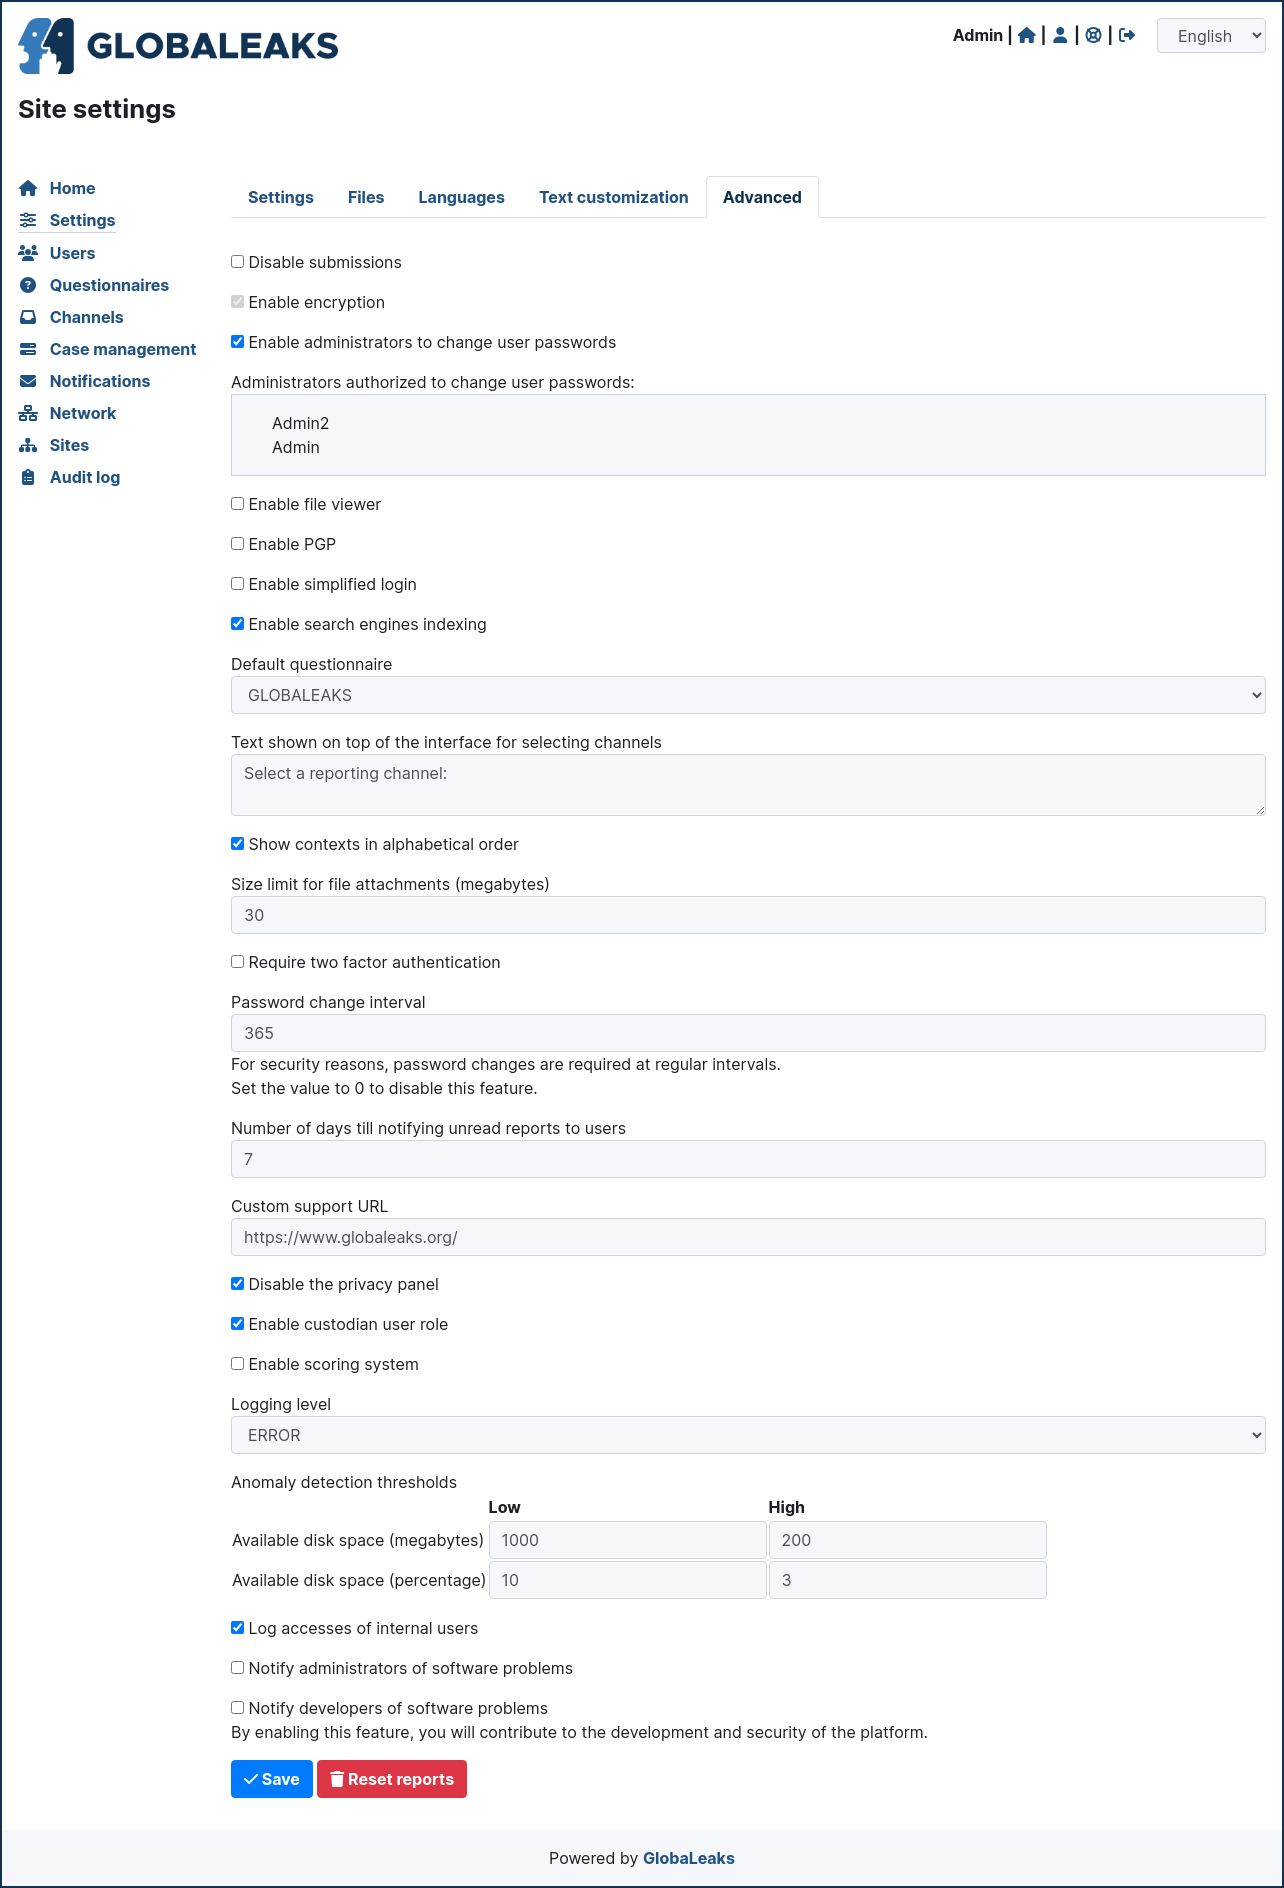 GLOBALEAKS
Admin | | | |
English
Site settings
Home
Settings
Users
Questionnaires
Channels
Case management
Notifications
Network
Sites
Audit log
Settings Files Languages Text customization Advanced
Disable submissions
Enable encryption
Enable administrators to change user passwords
Administrators authorized to change user passwords:
Admin2
Admin
Enable file viewer
Enable PGP
Enable simplified login
Enable search engines indexing
Default questionnaire
GLOBALEAKS
Text shown on top of the interface for selecting channels
Select a reporting channel:
Show contexts in alphabetical order
Size limit for file attachments (megabytes)
30
Require two factor authentication
Password change interval
365
For security reasons, password changes are required at regular intervals.
Set the value to 0 to disable this feature.
Number of days till notifying unread reports to users
7
Custom support URL
https://www.globaleaks.org/
Disable the privacy panel
Enable custodian user role
Enable scoring system
Logging level
ERROR
Anomaly detection thresholds
Low High
Available disk space (megabytes) 1000 200
Available disk space (percentage) 10 3
Log accesses of internal users
Notify administrators of software problems
Notify developers of software problems
By enabling this feature, you will contribute to the development and security of the platform.
Save Reset reports
Powered by GlobaLeaks